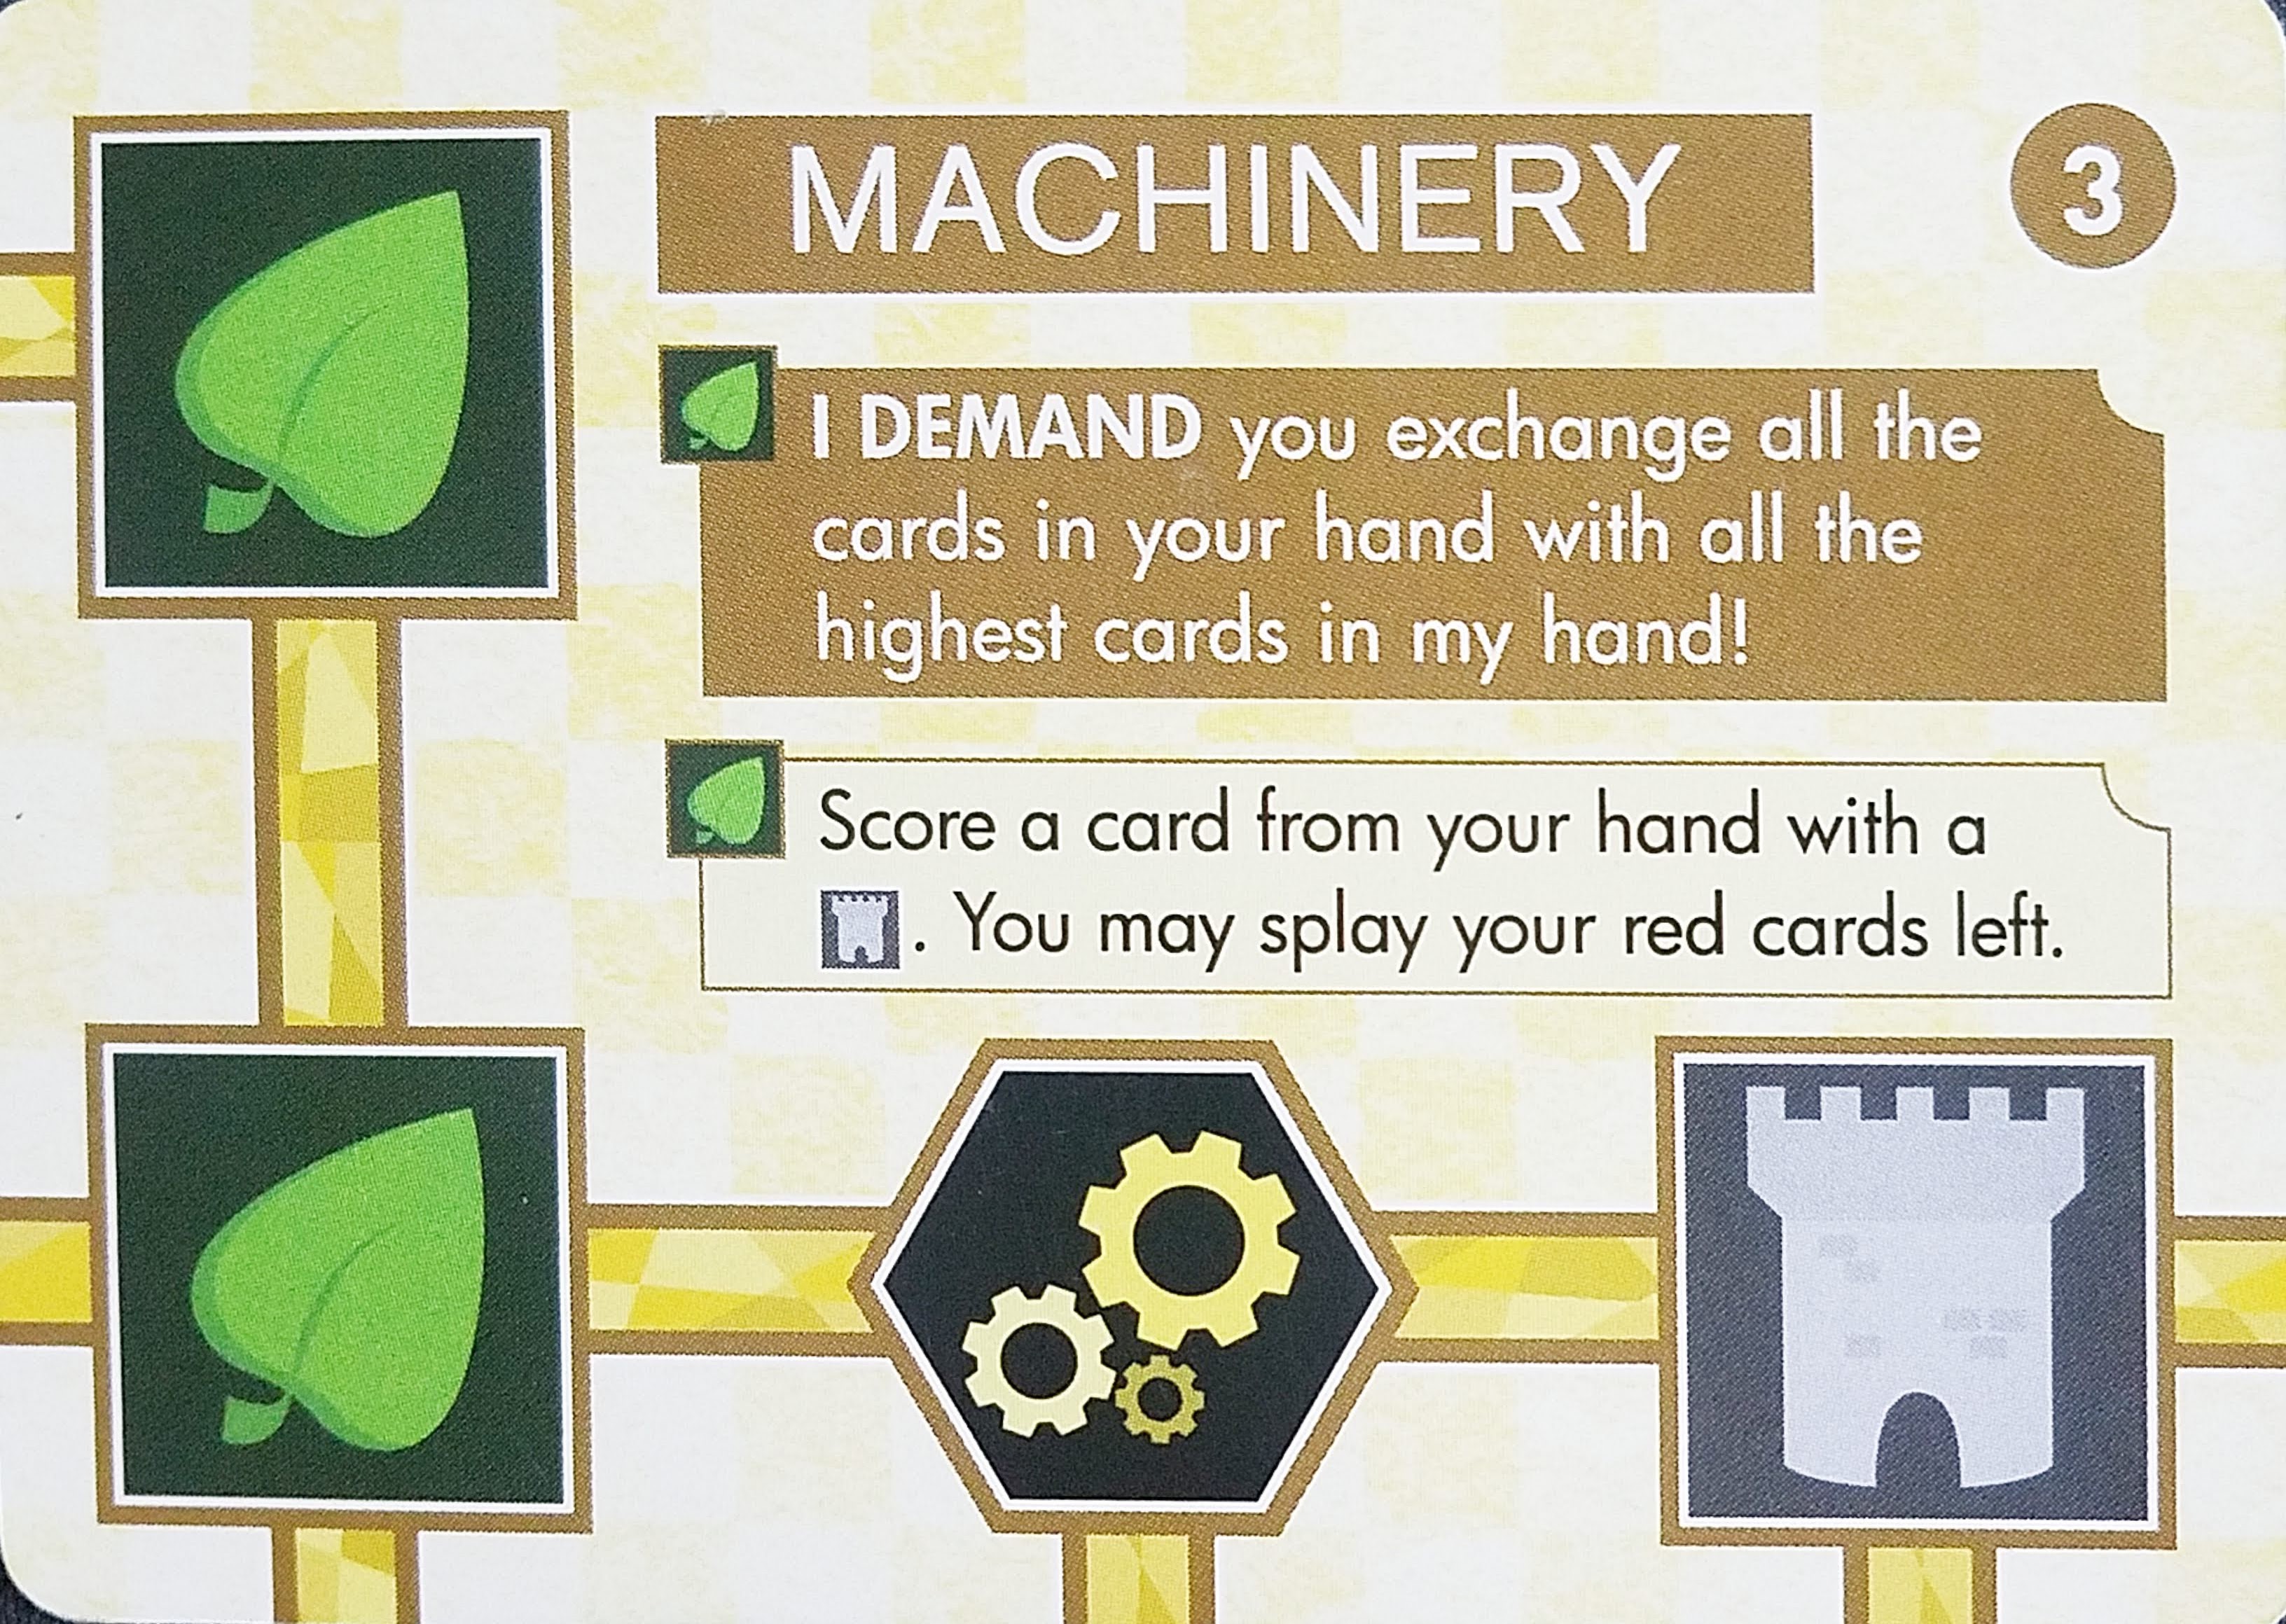 MACHINERY
3
I DEMAND you exchange all the
cards in your hand with all the
highest cards in my hand!
Score a card from your hand with a
. You may splay your red cards left.